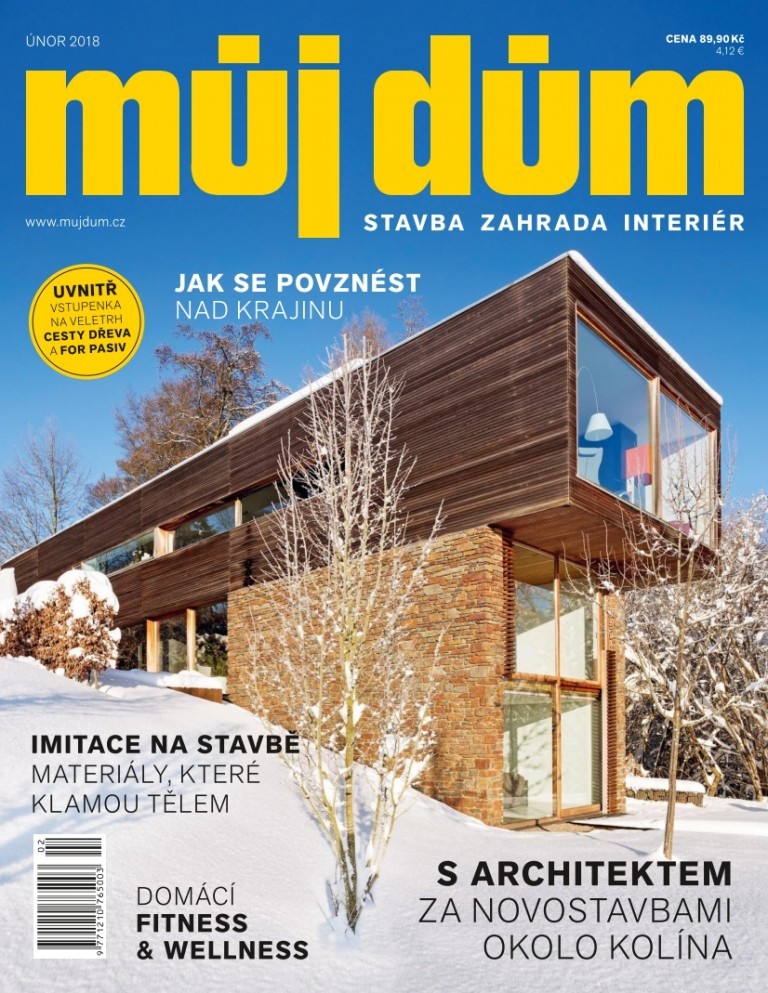 ÚNOR 2018
CENA 89,90 Kč
4,12 €
můj dům
www.mujdum.cz
STAVBA ZAHRADA INTERIÉR
UVNITŘ
VSTUPENKA
NA VELETRH
CESTY DŘEVA
A FOR PASIV
JAK SE POVZNÉST
NAD KRAJINU
IMITACE NA STAVBĚ
MATERIÁLY, KTERÉ
KLAMOU TĚLEM
02
9771210765003
DOMÁCÍ
FITNESS
& WELLNESS
S ARCHITEKTEM
ZA NOVOSTAVBAMI
OKOLO KOLÍNA